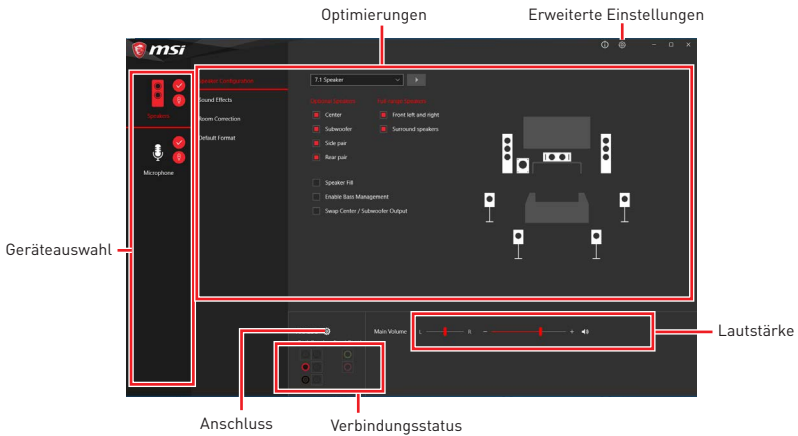 Optimierungen
Erweiterte Einstellungen
msi
Speakers
Microphone
Speaker Configuration
Sound Effects
Room Correction
Default Format
7.1 Speaker
Optional Speakers
Full-range Speakers
Center
Front left and right
Subwoofer
Surround speakers
Side pair
Rear pair
Speaker Fill
Enable Bass Management
Swap Center / Subwoofer Output
Geräteauswahl
Main Volume
L
R
Lautstärke
Anschluss
Verbindungsstatus